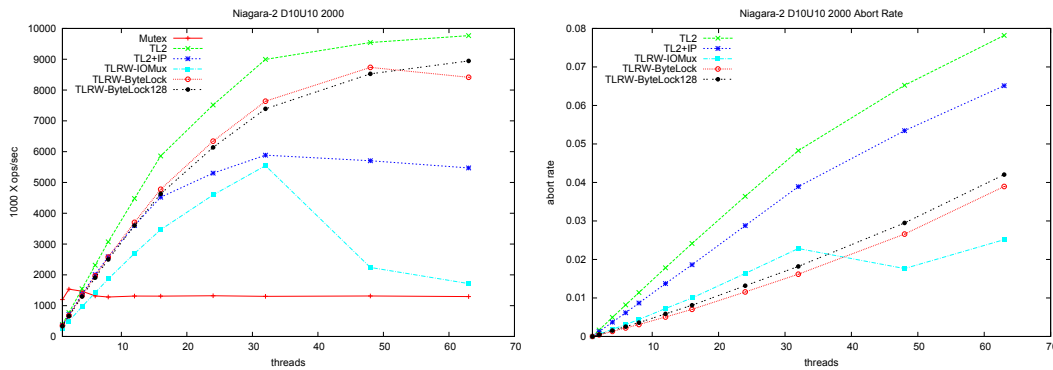 Niagara-2 D10U10 2000
1000 X ops/sec
10000
9000
8000
7000
6000
5000
4000
3000
2000
1000
0
Mutex
TL2
TL2+IP
TLRW-IOMux
TLRW-ByteLock
TLRW-ByteLock128
10 20 30 40 50 60 70
threads
Niagara-2 D10U10 2000 Abort Rate
abort rate
0.08
0.07
0.06
0.05
0.04
0.03
0.02
0.01
0
TL2
TL2+IP
TLRW-IOMux
TLRW-ByteLock
TLRW-ByteLock128
10 20 30 40 50 60 70
threads